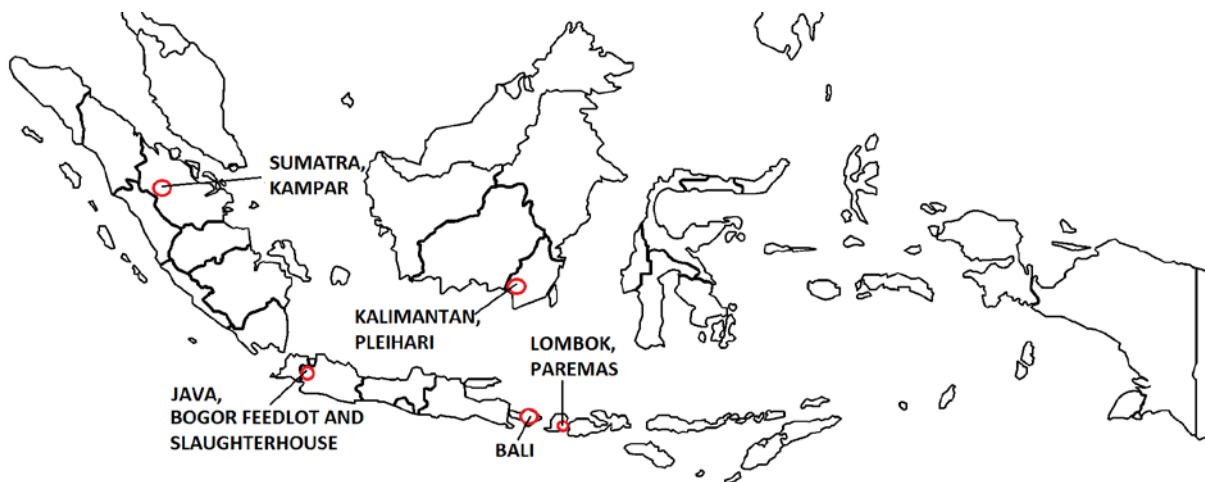 SUMATRA,
KAMPAR
KALIMANTAN,
PLEIHARI
LOMBOK,
PAREMAS
JAVA,
BOGOR FEEDLOT AND
SLAUGHTERHOUSE
BALI